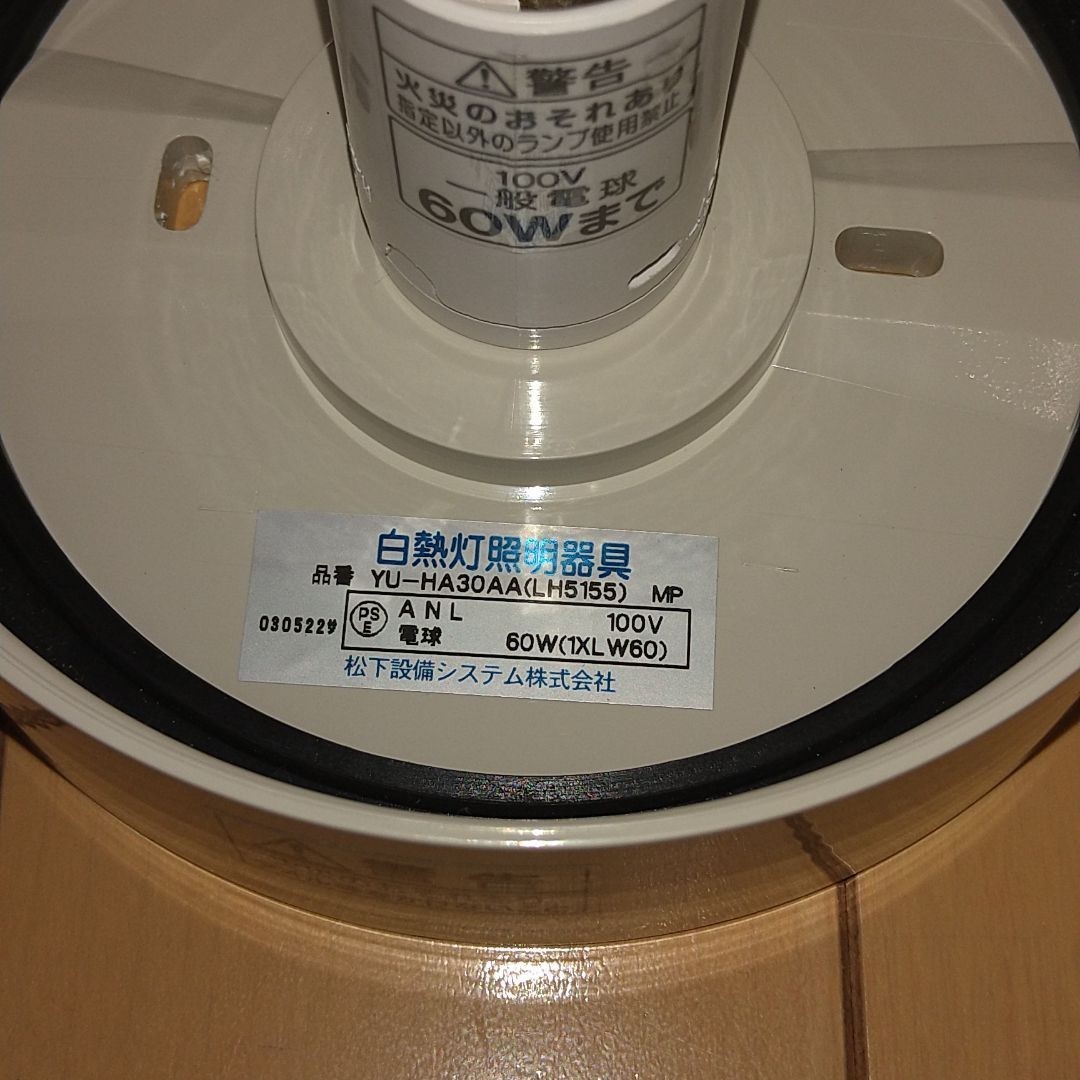 ⚠警告
火災のおそれあり
指定以外のランプ使用禁止
100V
一般電球
60Wまで
白熱灯照明器具
品番 YU-HA30AA(LH5155) MP
030522サ
PS
E
ANL 100V
電球 60W(1XLW60)
松下設備システム株式会社